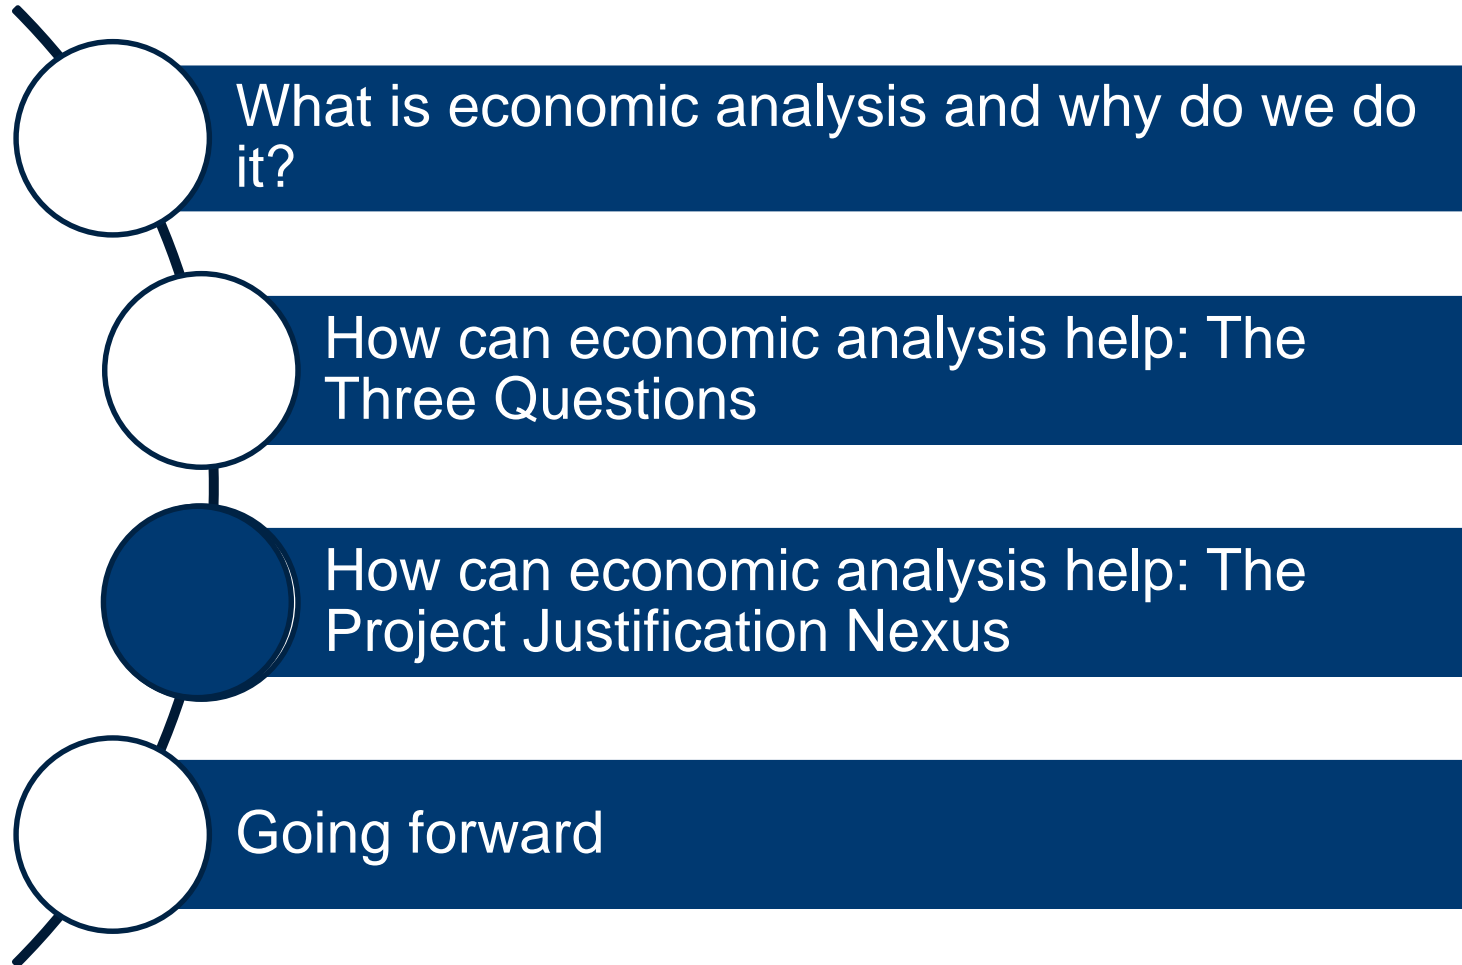 What is economic analysis and why do we do
it?
How can economic analysis help: The
Three Questions
How can economic analysis help: The
Project Justification Nexus
Going forward